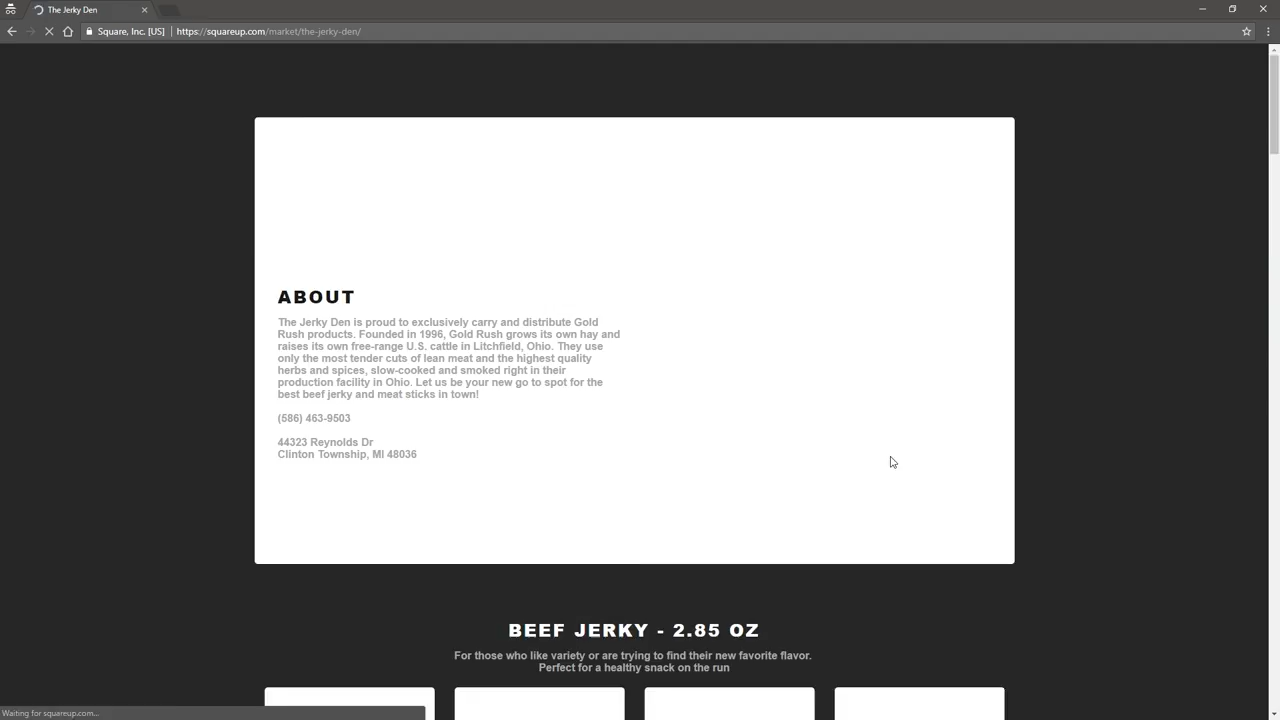 The Jerky Den
Square, Inc. [US] https://squareup.com/market/the-jerky-den/
ABOUT
The Jerky Den is proud to exclusively carry and distribute Gold
Rush products. Founded in 1996, Gold Rush grows its own hay and
raises its own free-range U.S. cattle in Litchfield, Ohio. They use
only the most tender cuts of lean meat and the highest quality
herbs and spices, slow-cooked and smoked right in their
production facility in Ohio. Let us be your new go to spot for the
best beef jerky and meat sticks in town!
(586) 463-9503
44323 Reynolds Dr
Clinton Township, MI 48036
BEEF JERKY - 2.85 OZ
For those who like variety or are trying to find their new favorite flavor.
Perfect for a healthy snack on the run
Waiting for squareup.com...